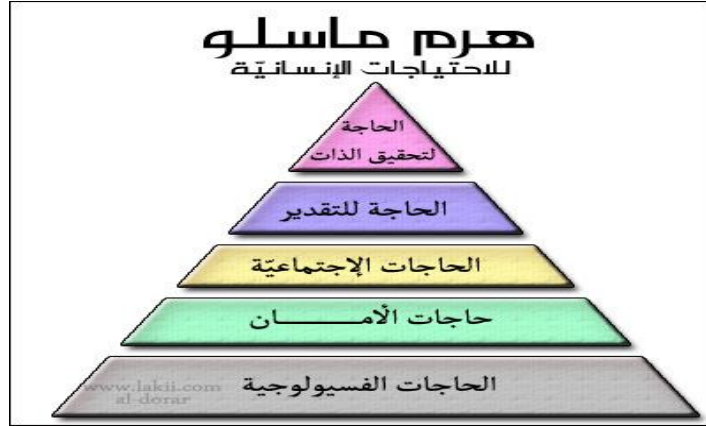 هرم ماسلو
للاحتياجات الإنسانيّة
الحاجة
لتحقيق الذات
الحاجة للتقدير
الحاجات الإجتماعيّة
حاجات الأمـــــــان
الحاجات الفسيولوجية
www.lakii.com
al-dorar